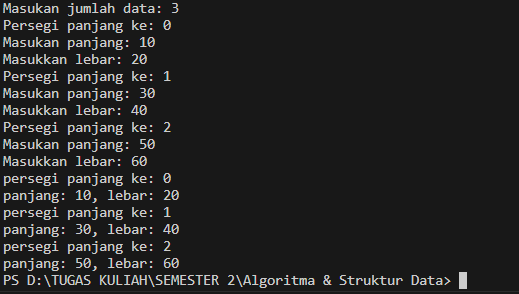 Masukan jumlah data: 3
Persegi panjang ke: 0
Masukan panjang: 10
Masukkan lebar: 20
Persegi panjang ke: 1
Masukan panjang: 30
Masukkan lebar: 40
Persegi panjang ke: 2
Masukan panjang: 50
Masukkan lebar: 60
persegi panjang ke: 0
panjang: 10, lebar: 20
persegi panjang ke: 1
panjang: 30, lebar: 40
persegi panjang ke: 2
panjang: 50, lebar: 60
PS D:\TUGAS KULIAH\SEMESTER 2\Algoritma & Struktur Data>